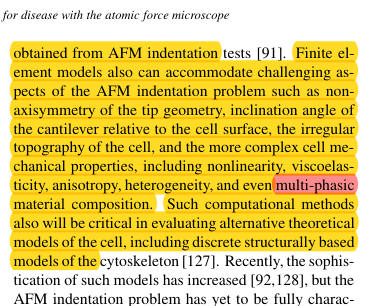 for disease with the atomic force microscope
obtained from AFM indentation tests [91]. Finite el-
ement models also can accommodate challenging as-
pects of the AFM indentation problem such as non-
axisymmetry of the tip geometry, inclination angle of
the cantilever relative to the cell surface, the irregular
topography of the cell, and the more complex cell me-
chanical properties, including nonlinearity, viscoelas-
ticity, anisotropy, heterogeneity, and even multi-phasic
material composition. Such computational methods
also will be critical in evaluating alternative theoretical
models of the cell, including discrete structurally based
models of the cytoskeleton [127]. Recently, the sophis-
tication of such models has increased [92,128], but the
AFM indentation problem has yet to be fully charac-